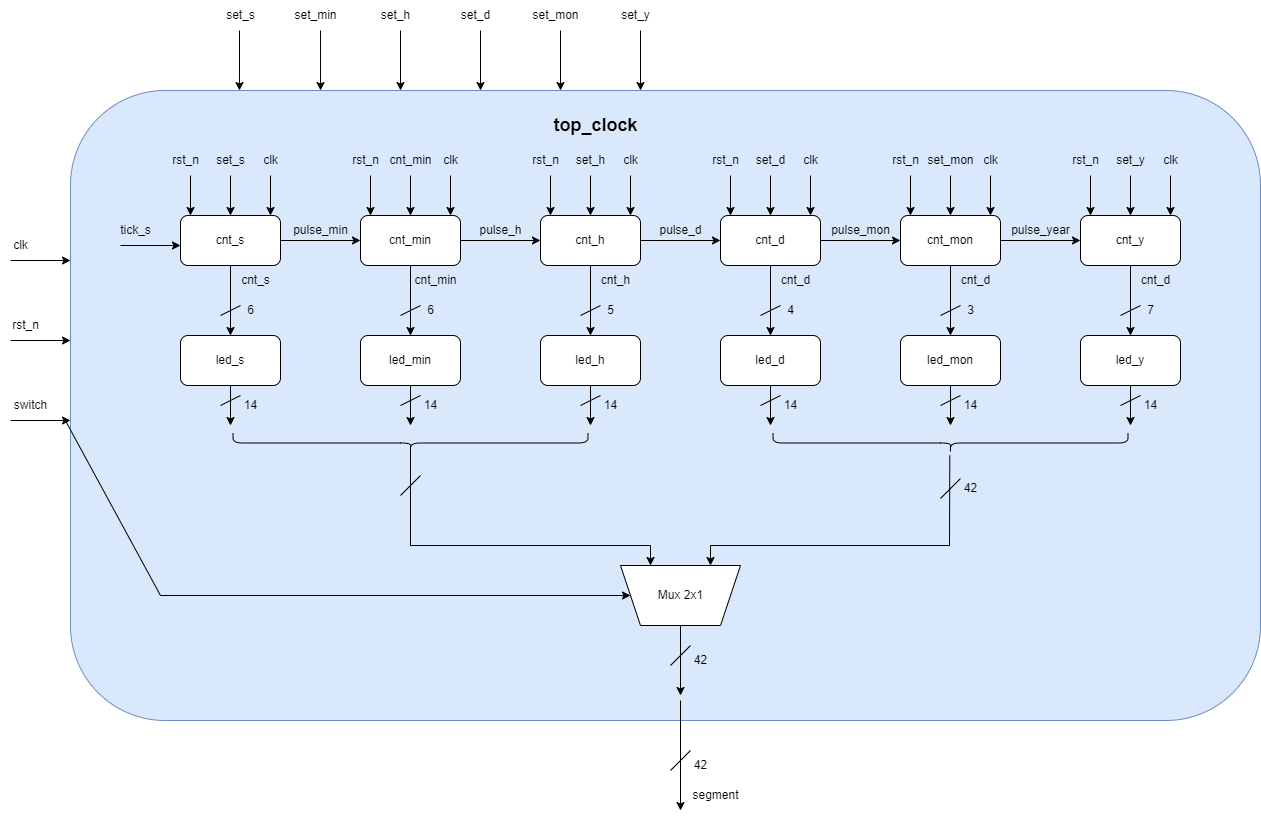 set_s set_min set_h set_d set_mon set_y
top_clock
rst_n set_s clk rst_n cnt_min clk rst_n set_h clk rst_n set_d clk rst_n set_mon clk rst_n set_y clk
tick_s cnt_s pulse_min cnt_min pulse_h cnt_h pulse_d cnt_d pulse_mon cnt_mon pulse_year cnt_y
clk
cnt_s cnt_min cnt_h cnt_d cnt_d cnt_d
6 6 5 4 3 7
rst_n
led_s led_min led_h led_d led_mon led_y
switch
14 14 14 14 14 14
42
Mux 2x1
42
42
segment